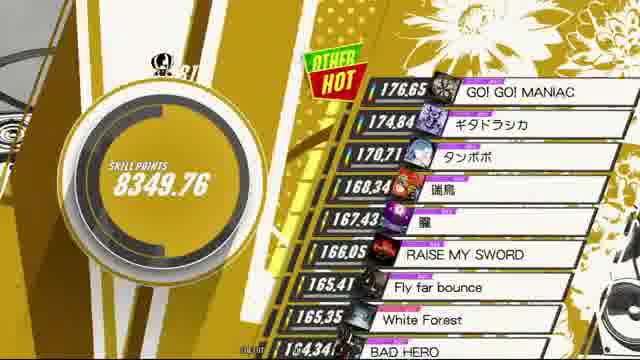 OTHER
HOT
SKILL POINTS
8349.76
176.65
GO! GO! MANIAC
174.84
ギタドラシカ
170.71
タンポポ
168.34
鳥
167.43
朧
166.05
RAISE MY SWORD
165.41
Fly far bounce
165.35
White Forest
164.34
BAD HERO